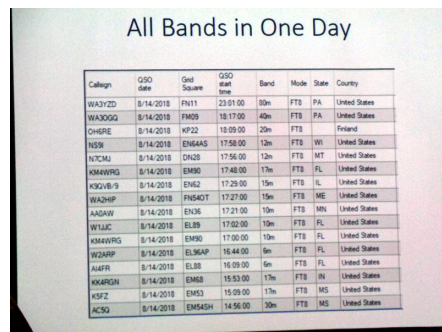 All Bands in One Day
Callsign QSO date Grid Square QSO start time Band Mode State Country
WA3YZD 8/14/2018 FN11 23:01:00 80m FT8 PA United States
WA3OGQ 8/14/2018 FM09 18:17:00 40m FT8 PA United States
OH6RE 8/14/2018 KP22 18:09:00 20m FT8 Finland
NS9I 8/14/2018 EN64AS 17:58:00 12m FT8 WI United States
N7CMJ 8/14/2018 DN28 17:56:00 12m FT8 MT United States
KM4WRG 8/14/2018 EM90 17:48:00 17m FT8 FL United States
K9QVB/9 8/14/2018 EN62 17:29:00 15m FT8 IL United States
WA2HIP 8/14/2018 FN54OT 17:27:00 15m FT8 ME United States
AA0AW 8/14/2018 EN36 17:21:00 10m FT8 MN United States
W1JJC 8/14/2018 EL89 17:02:00 10m FT8 FL United States
KM4WRG 8/14/2018 EM90 17:00:00 10m FT8 FL United States
W2ARP 8/14/2018 EL96AP 16:44:00 6m FT8 FL United States
AI4FR 8/14/2018 EL88 16:09:00 6m FT8 FL United States
KK4RGN 8/14/2018 EM68 15:53:00 17m FT8 IN United States
K5FZ 8/14/2018 EM53 15:09:00 17m FT8 MS United States
AC5Q 8/14/2018 EM54SH 14:56:00 30m FT8 MS United States